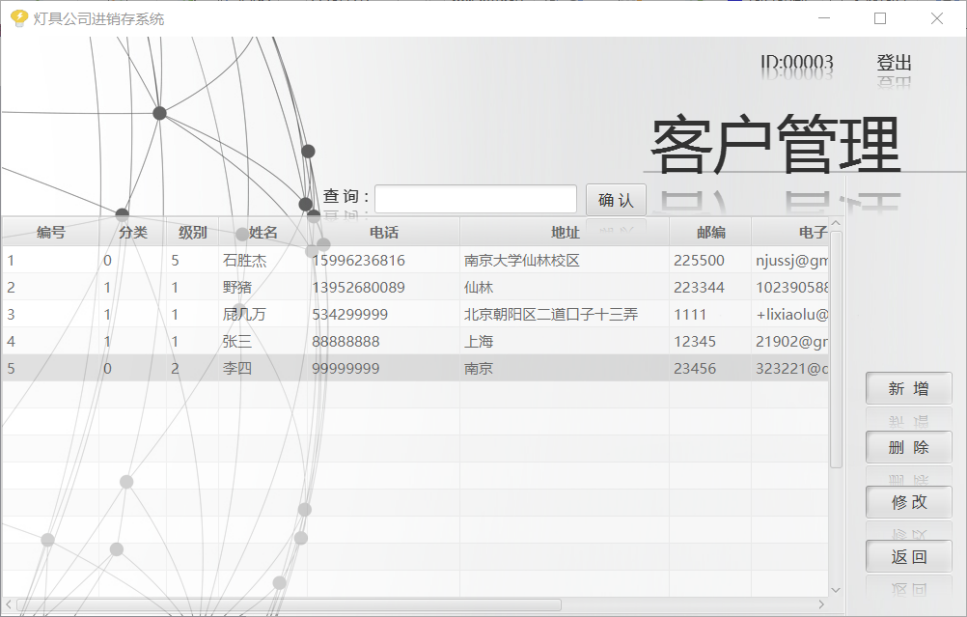 灯具公司进销存系统
ID:00003 登出
客户管理
查询: 确认
编号 分类 级别 姓名 电话 地址 邮编 电子
1 0 5 石胜杰 15996236816 南京大学仙林校区 225500 njussj@gm
2 1 1 野猪 13952680089 仙林 223344 102390588
3 1 1 屁几万 534299999 北京朝阳区二道口子十三弄 1111 +lixiaolu@
4 1 1 张三 88888888 上海 12345 21902@gr
5 0 2 李四 99999999 南京 23456 323221@c
新增
删除
修改
返回